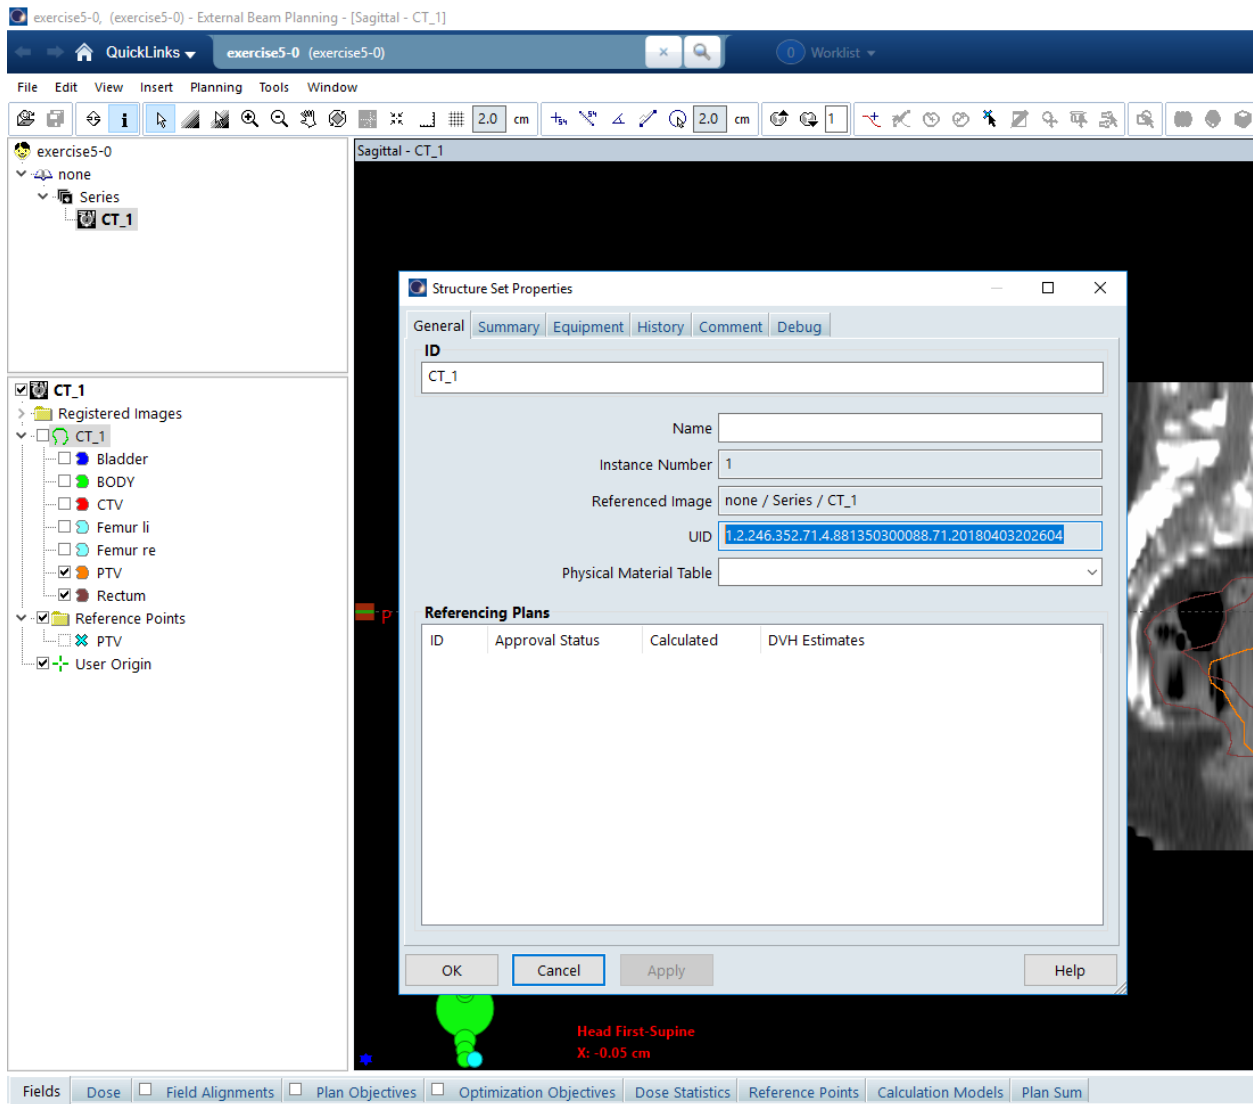 exercise5-0, (exercise5-0) - External Beam Planning - [Sagittal - CT_1]
QuickLinks
exercise5-0 (exercise5-0)
0 Worklist
File Edit View Insert Planning Tools Window
i 2.0 cm 2.0 cm 1
exercise5-0
none
Series
CT_1
CT_1
Registered Images
CT_1
Bladder
BODY
CTV
Femur li
Femur re
PTV
Rectum
Reference Points
PTV
User Origin
Sagittal - CT_1
P
Structure Set Properties
General Summary Equipment History Comment Debug
ID
CT_1
Name
Instance Number 1
Referenced Image none / Series / CT_1
UID 1.2.246.352.71.4.881350300088.71.20180403202604
Physical Material Table
Referencing Plans
ID Approval Status Calculated DVH Estimates
OK Cancel Apply Help
Head First-Supine
X: -0.05 cm
Fields Dose Field Alignments Plan Objectives Optimization Objectives Dose Statistics Reference Points Calculation Models Plan Sum